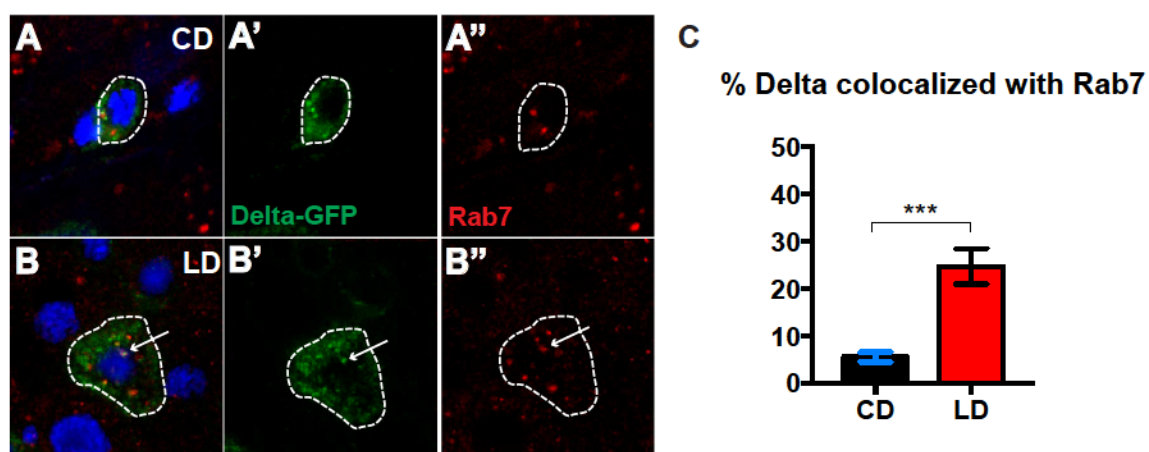 A CD A' A"
Delta-GFP Rab7
B LD B' B"
C
% Delta colocalized with Rab7
50
40
30
20
10
0
***
CD LD